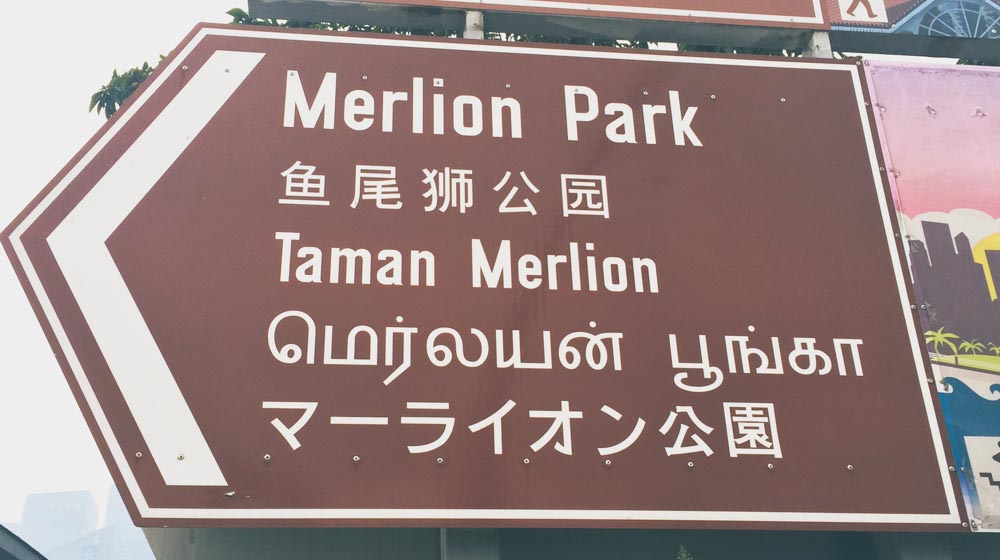 Merlion Park
鱼尾狮公园
Taman Merlion
மெர்லயன் பூங்கா
マーライオン公園